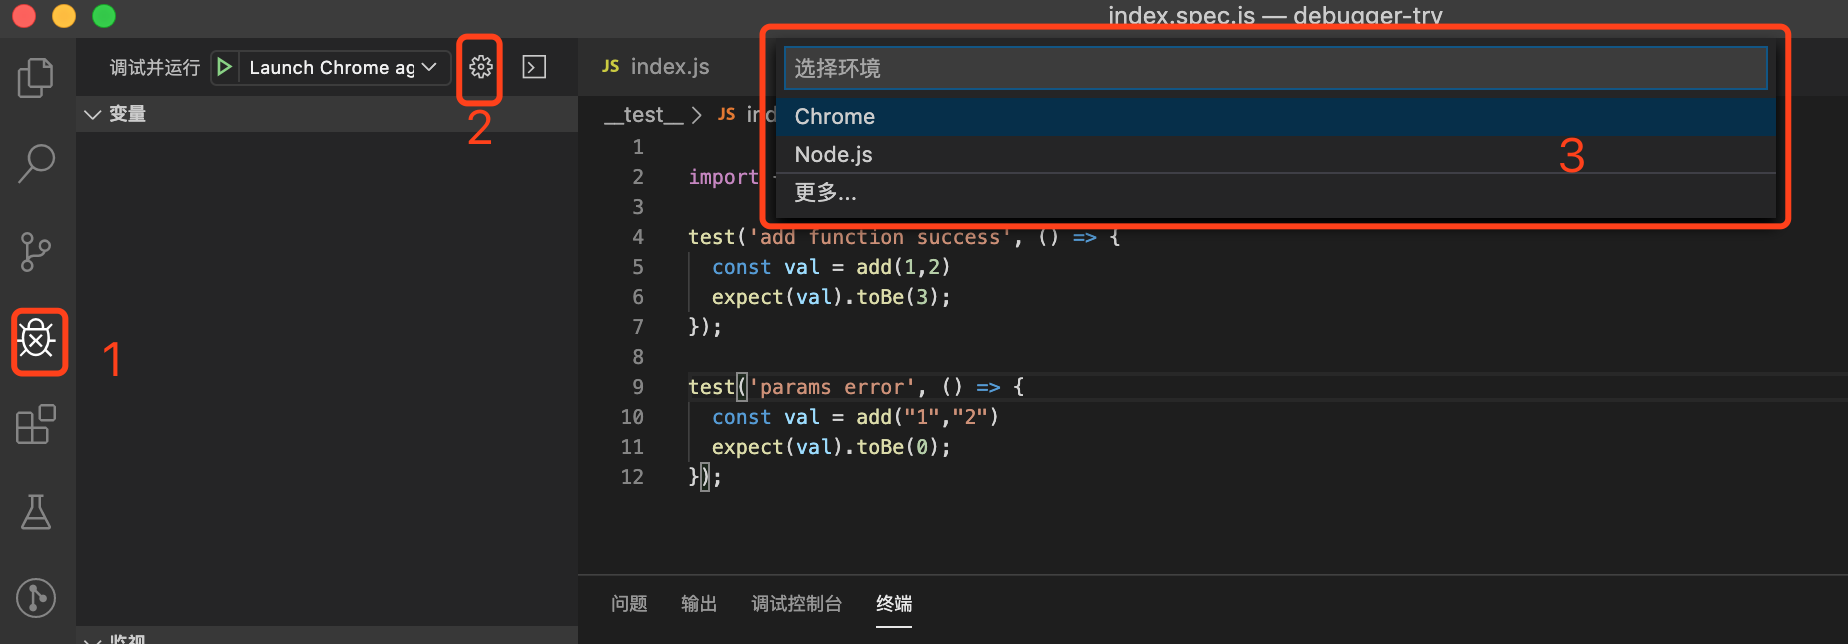 index.spec.js — debugger-try
调试并运行 Launch Chrome ag
2
变量
1
JS index.js
__test__ > JS ind
选择环境
Chrome
Node.js
更多...
3
1
2 import
3
4 test('add function success', () => {
5 const val = add(1,2)
6 expect(val).toBe(3);
7 });
8
9 test('params error', () => {
10 const val = add("1","2")
11 expect(val).toBe(0);
12 });
问题 输出 调试控制台 终端
监视